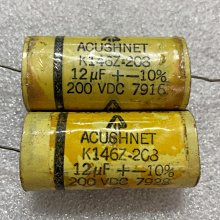 ACUSHNET
K146Z-203
12µF +-10%
200 VDC 7916
ACUSHNET
K146Z-203
12µF +-10%
200 VDC